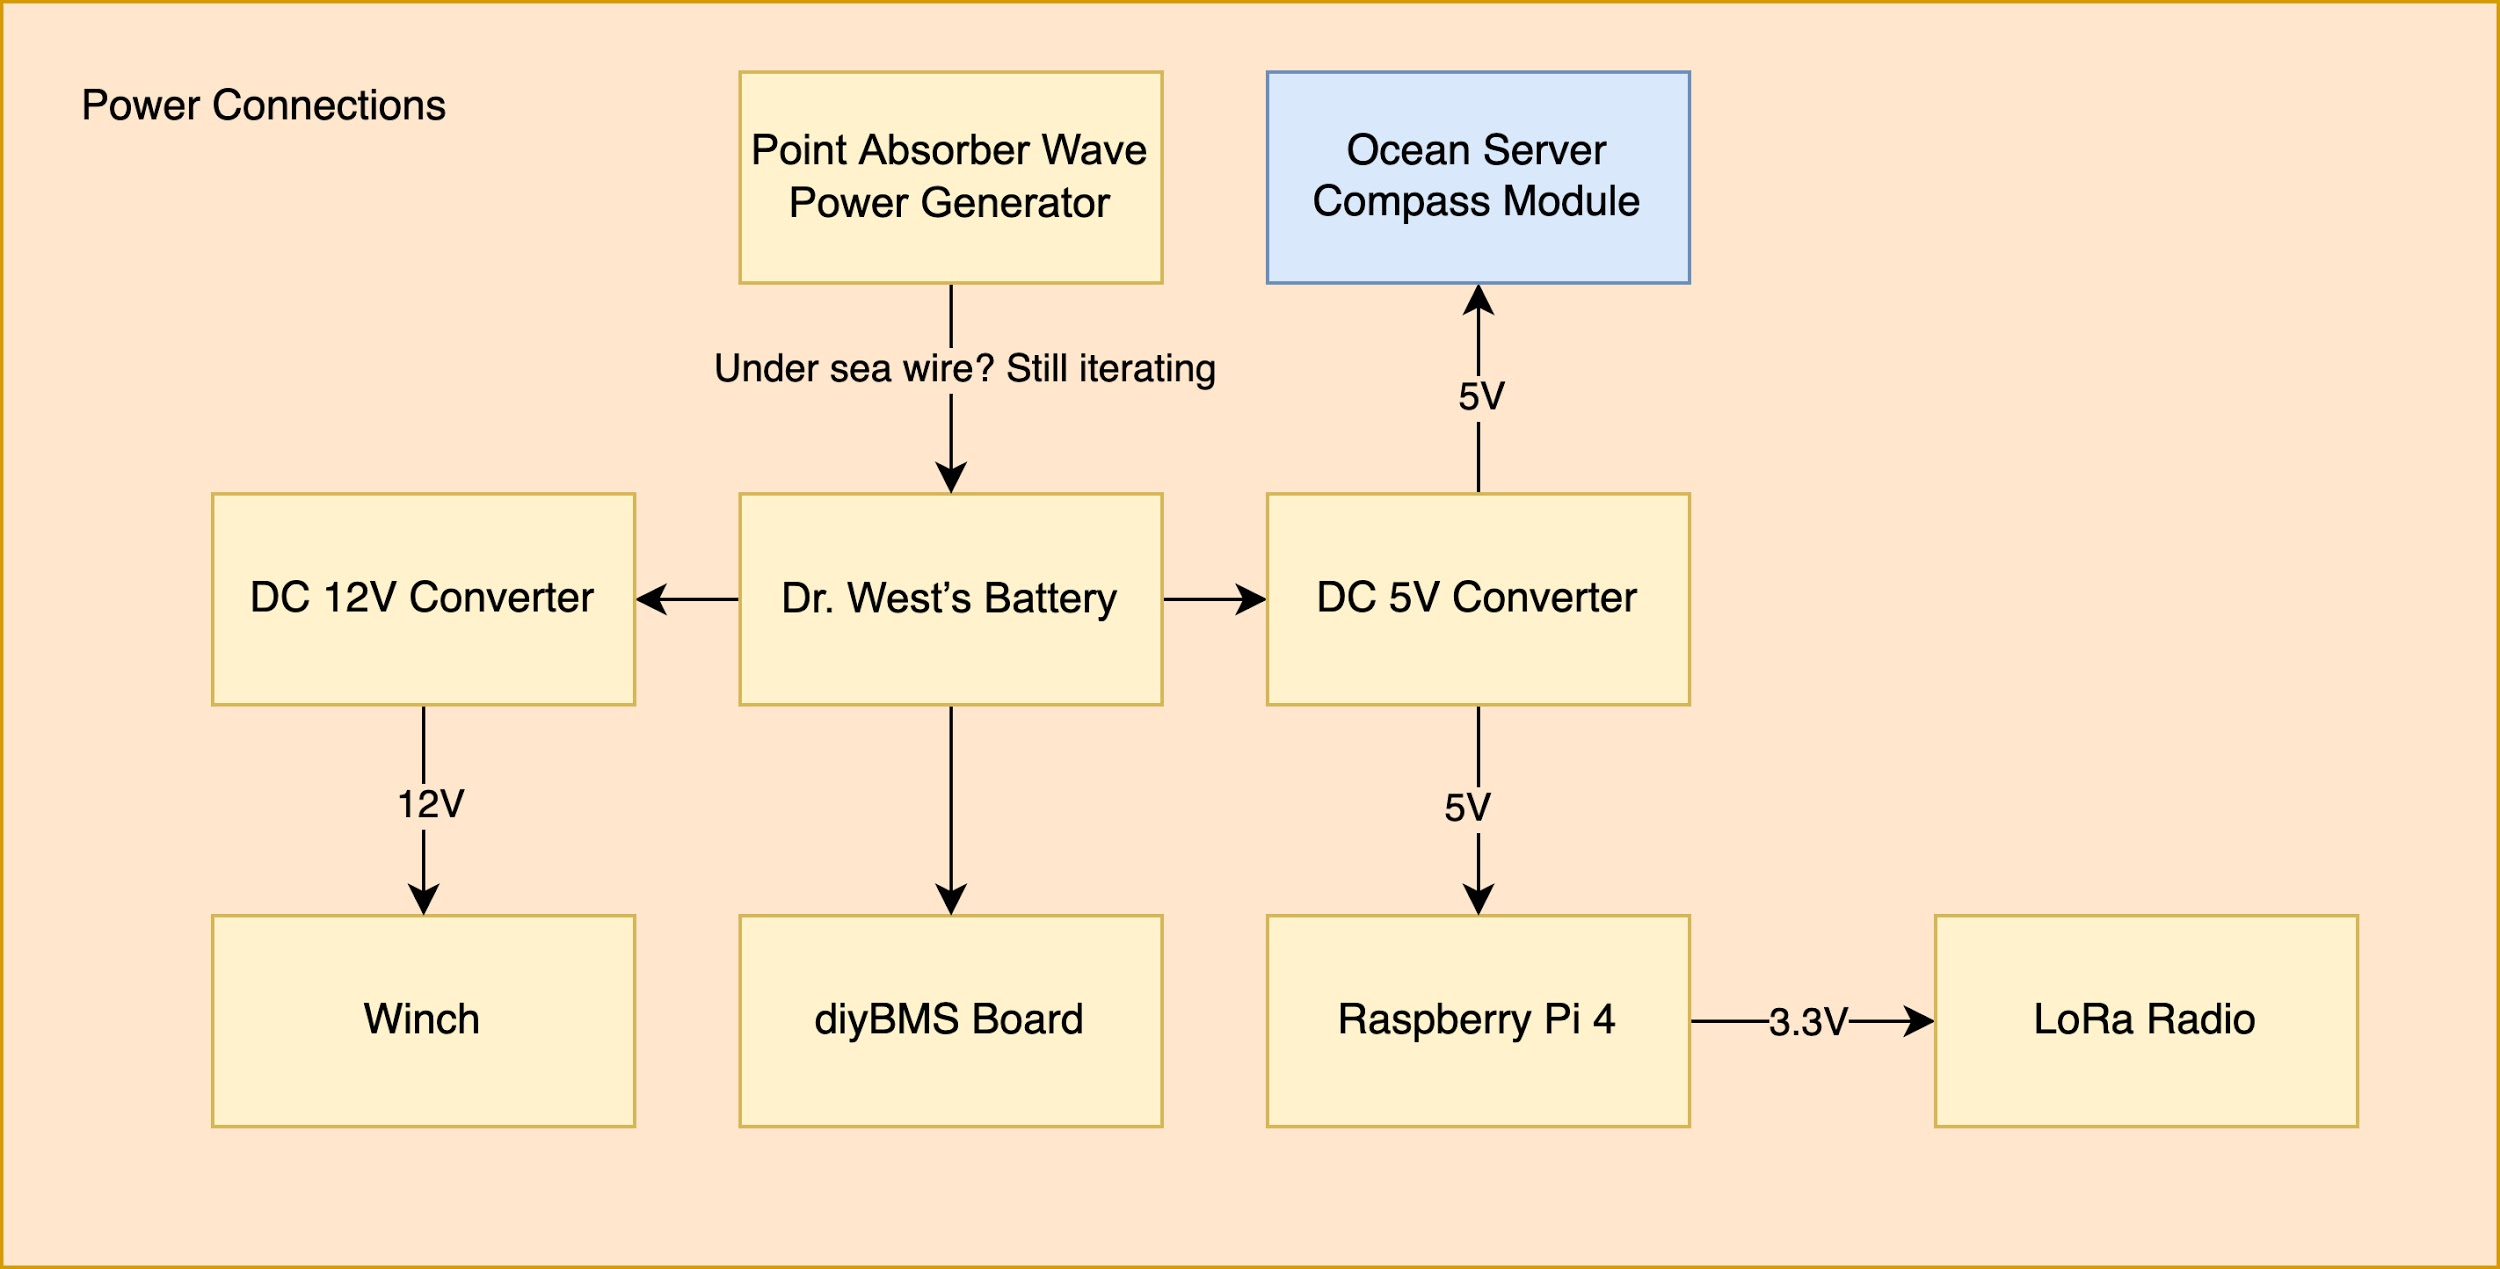 Power Connections
Point Absorber Wave
Power Generator
Ocean Server
Compass Module
Under sea wire? Still iterating
5V
DC 12V Converter
Dr. West's Battery
DC 5V Converter
12V
5V
Winch
diyBMS Board
Raspberry Pi 4
3.3V
LoRa Radio